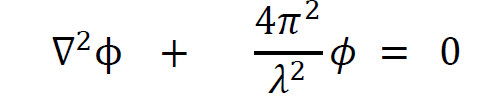 ∇²ϕ + 4π²/λ² ϕ = 0